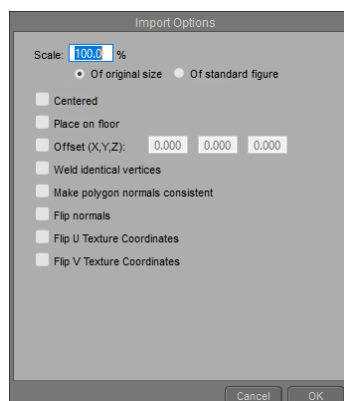 Import Options
Scale: 100.0 %
Of original size Of standard figure
Centered
Place on floor
Offset (X,Y,Z): 0.000 0.000 0.000
Weld identical vertices
Make polygon normals consistent
Flip normals
Flip U Texture Coordinates
Flip V Texture Coordinates
Cancel OK